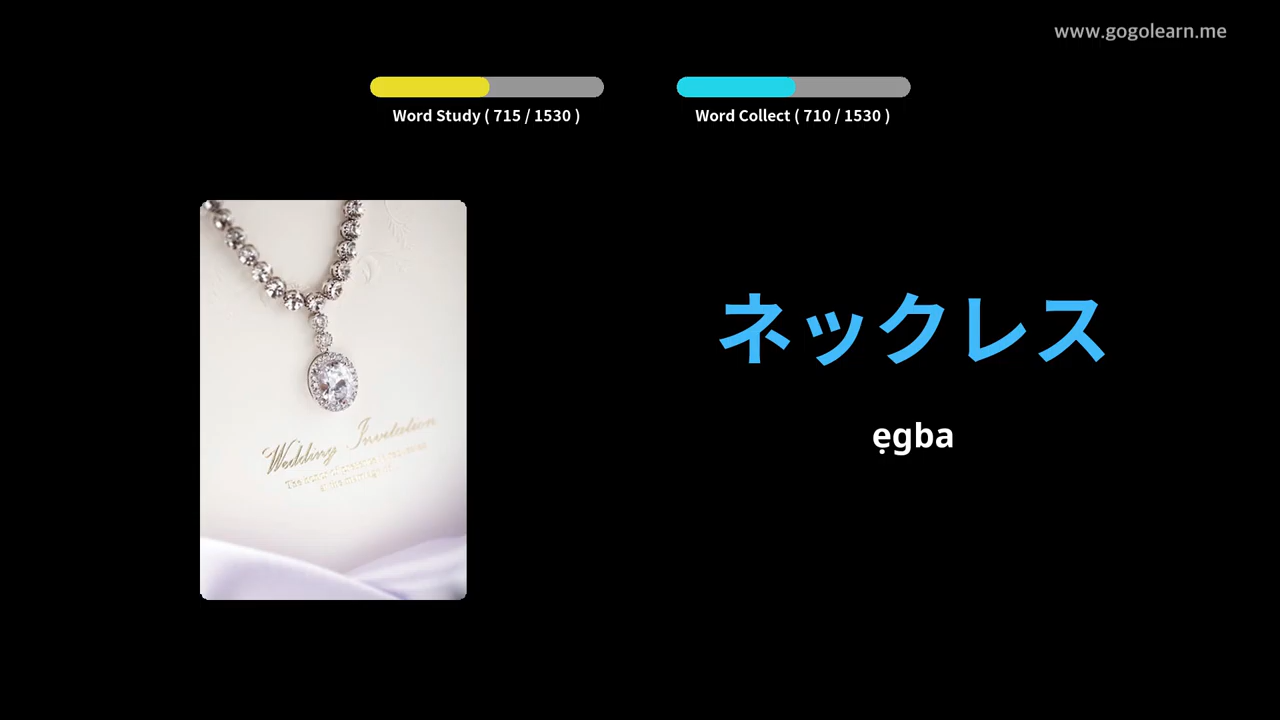 www.gogolearn.me
Word Study ( 715 / 1530 )
Word Collect ( 710 / 1530 )
ネックレス
ẹgba
Wedding Invitation